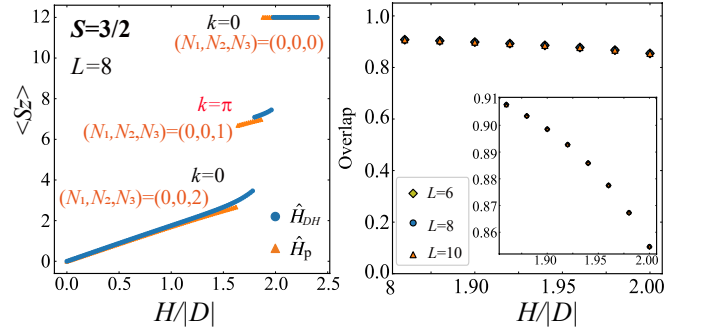 12
10
8
6
4
2
0
<Sz>
S=3/2
L=8
k=0
(N1,N2,N3)=(0,0,0)
k=π
(N1,N2,N3)=(0,0,1)
k=0
(N1,N2,N3)=(0,0,2)
ĤDH
Ĥp
0.0 0.5 1.0 1.5 2.0 2.5
H/|D|
1.0
0.8
0.6
0.4
0.2
0.0
Overlap
L=6
L=8
L=10
0.91
0.90
0.89
0.88
0.87
0.86
1.90 1.95 2.00
8 1.90 1.95 2.00
H/|D|